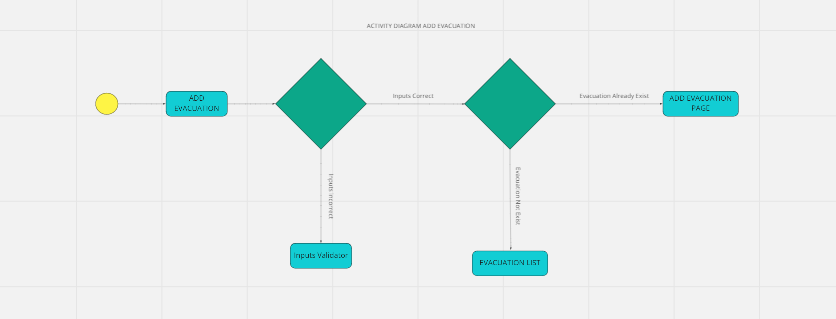 ACTIVITY DIAGRAM ADD EVACUATION
ADD
EVACUATION
Inputs Correct
Evacuation Already Exist
ADD EVACUATION
PAGE
Inputs Incorrect
Evacuation Not Exist
Inputs Validator
EVACUATION LIST